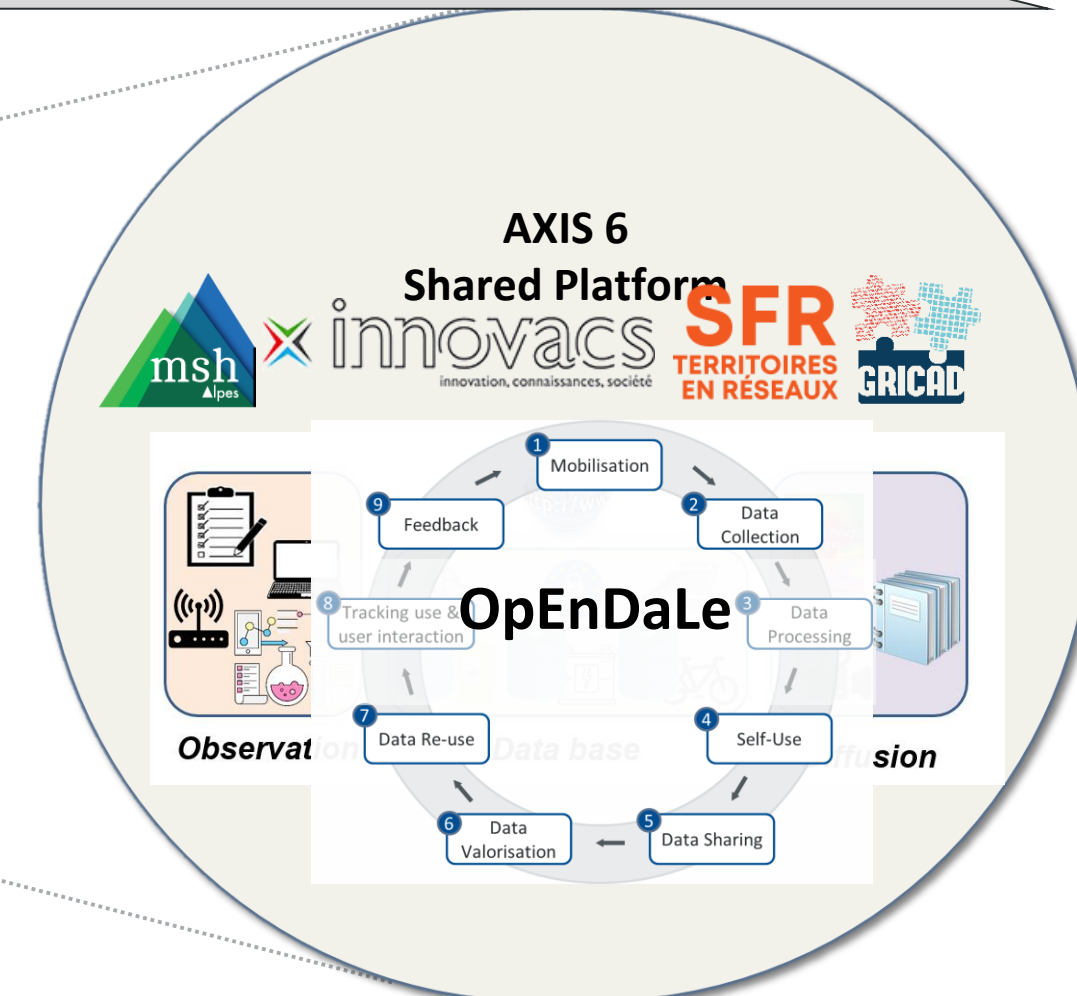 AXIS 6
Shared Platform
msh
Alpes
innovacs
innovation, connaissances, société
SFR
TERRITOIRES
EN RÉSEAUX
GRICAD
1
Mobilisation
2
Data
Collection
3
Data
Processing
4
Self-Use
5
Data Sharing
6
Data
Valorisation
7
Data Re-use
8
Tracking use &
user interaction
9
Feedback
OpEnDaLe
Observation
Data base
ffusion